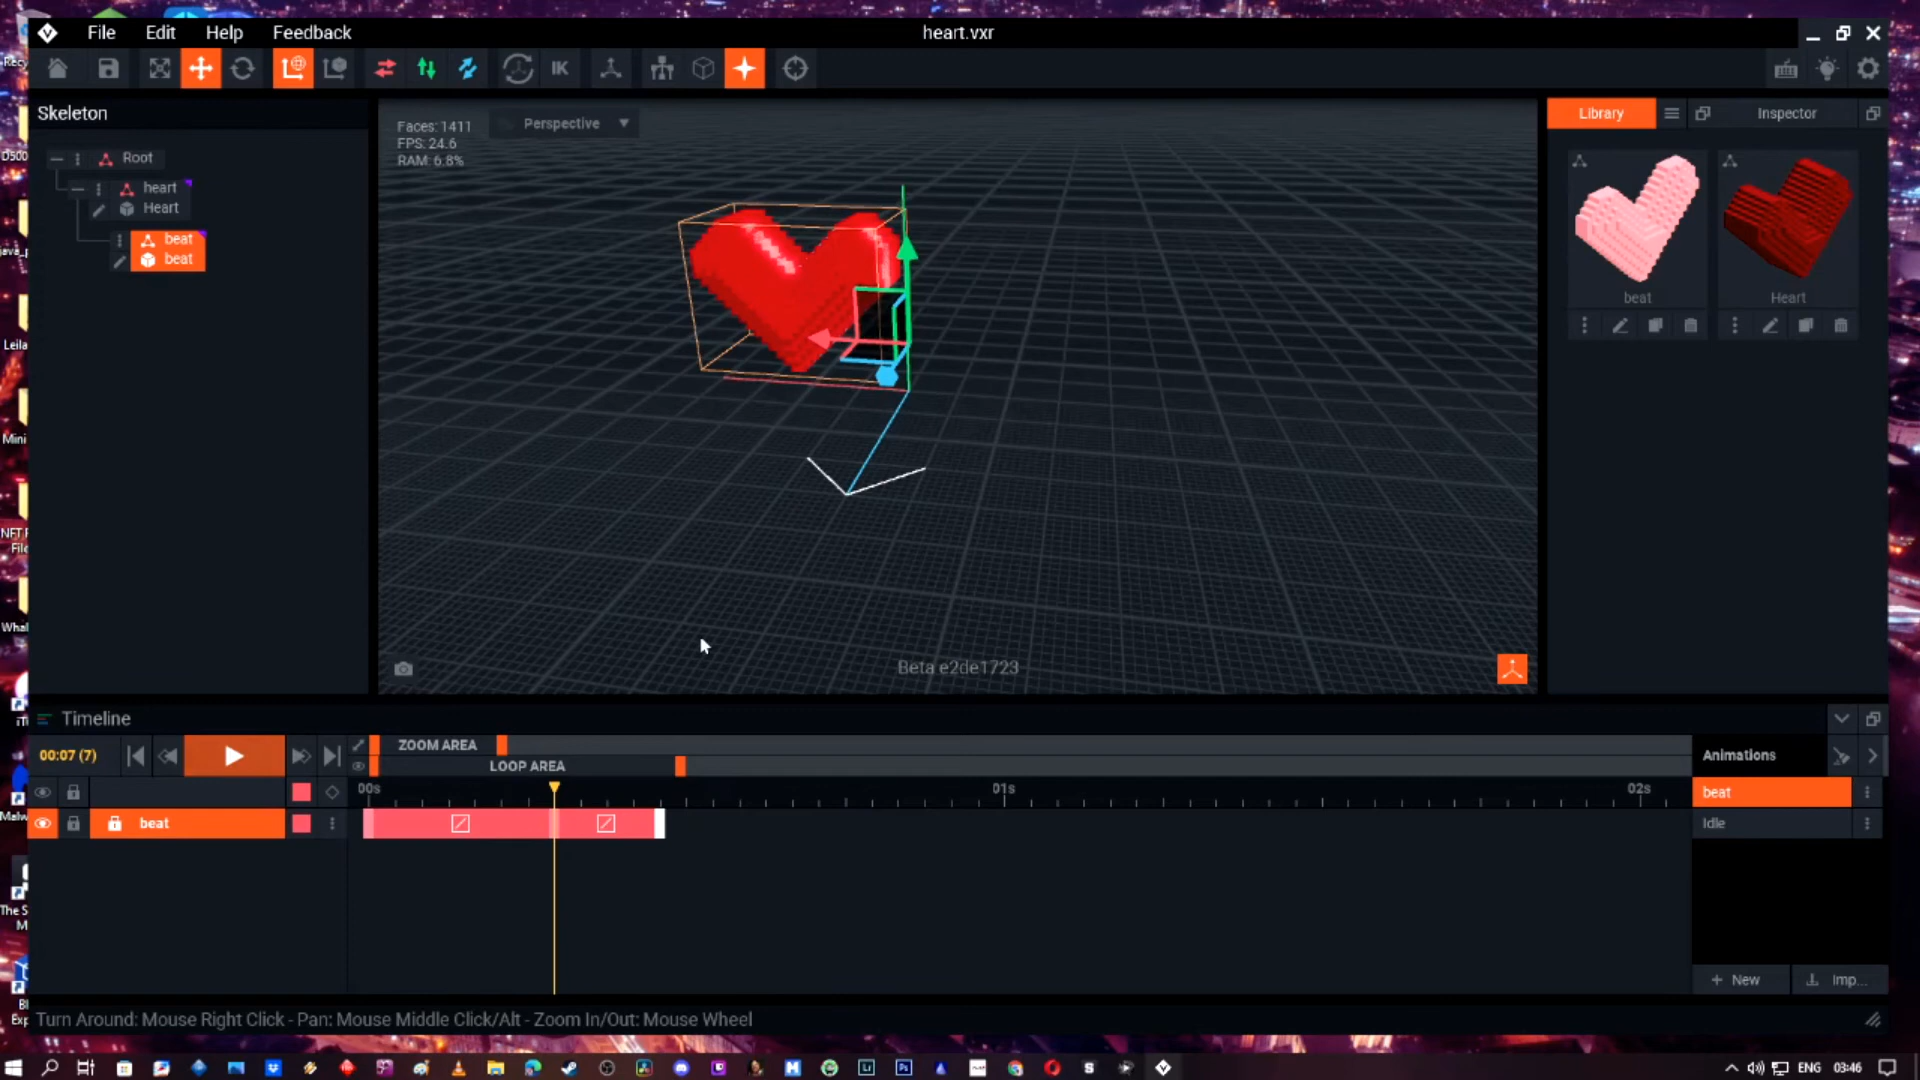 File Edit Help Feedback
heart.vxr
IK
Skeleton
Root
heart
Heart
beat
beat
Faces: 1411
FPS: 24.6
RAM: 6.8%
Perspective
Beta e2de1723
Library
Inspector
beat
Heart
Timeline
00:07 (7)
ZOOM AREA
LOOP AREA
00s
01s
02s
beat
Animations
beat
Idle
+ New
Imp...
Turn Around: Mouse Right Click - Pan: Mouse Middle Click/Alt - Zoom In/Out: Mouse Wheel
ENG
03:46